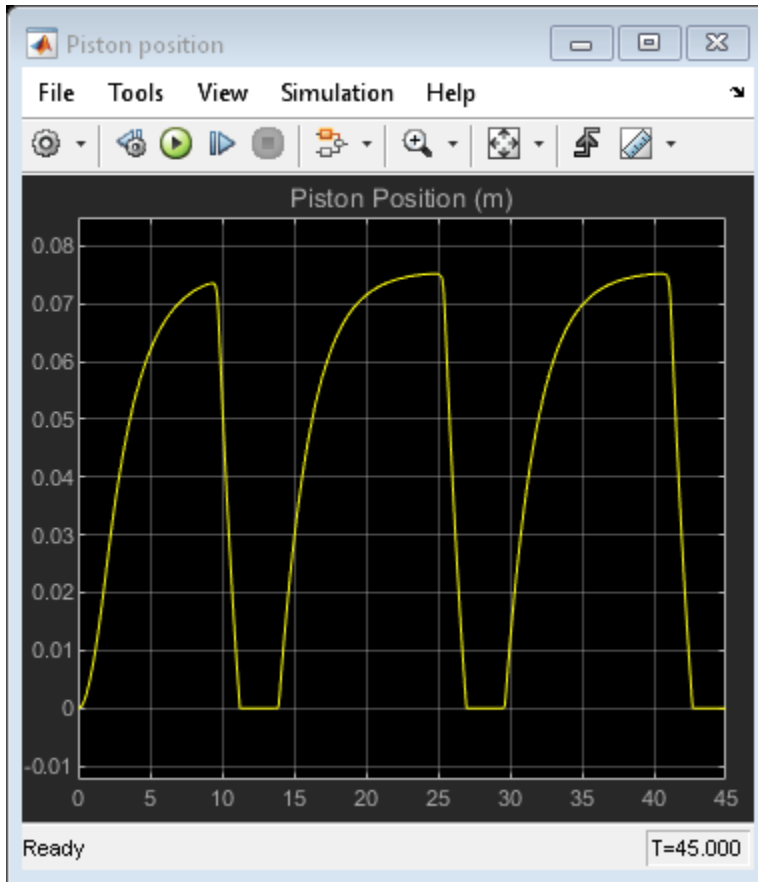 Piston position
File Tools View Simulation Help
Piston Position (m)
0.08
0.07
0.06
0.05
0.04
0.03
0.02
0.01
0
-0.01
0 5 10 15 20 25 30 35 40 45
Ready T=45.000